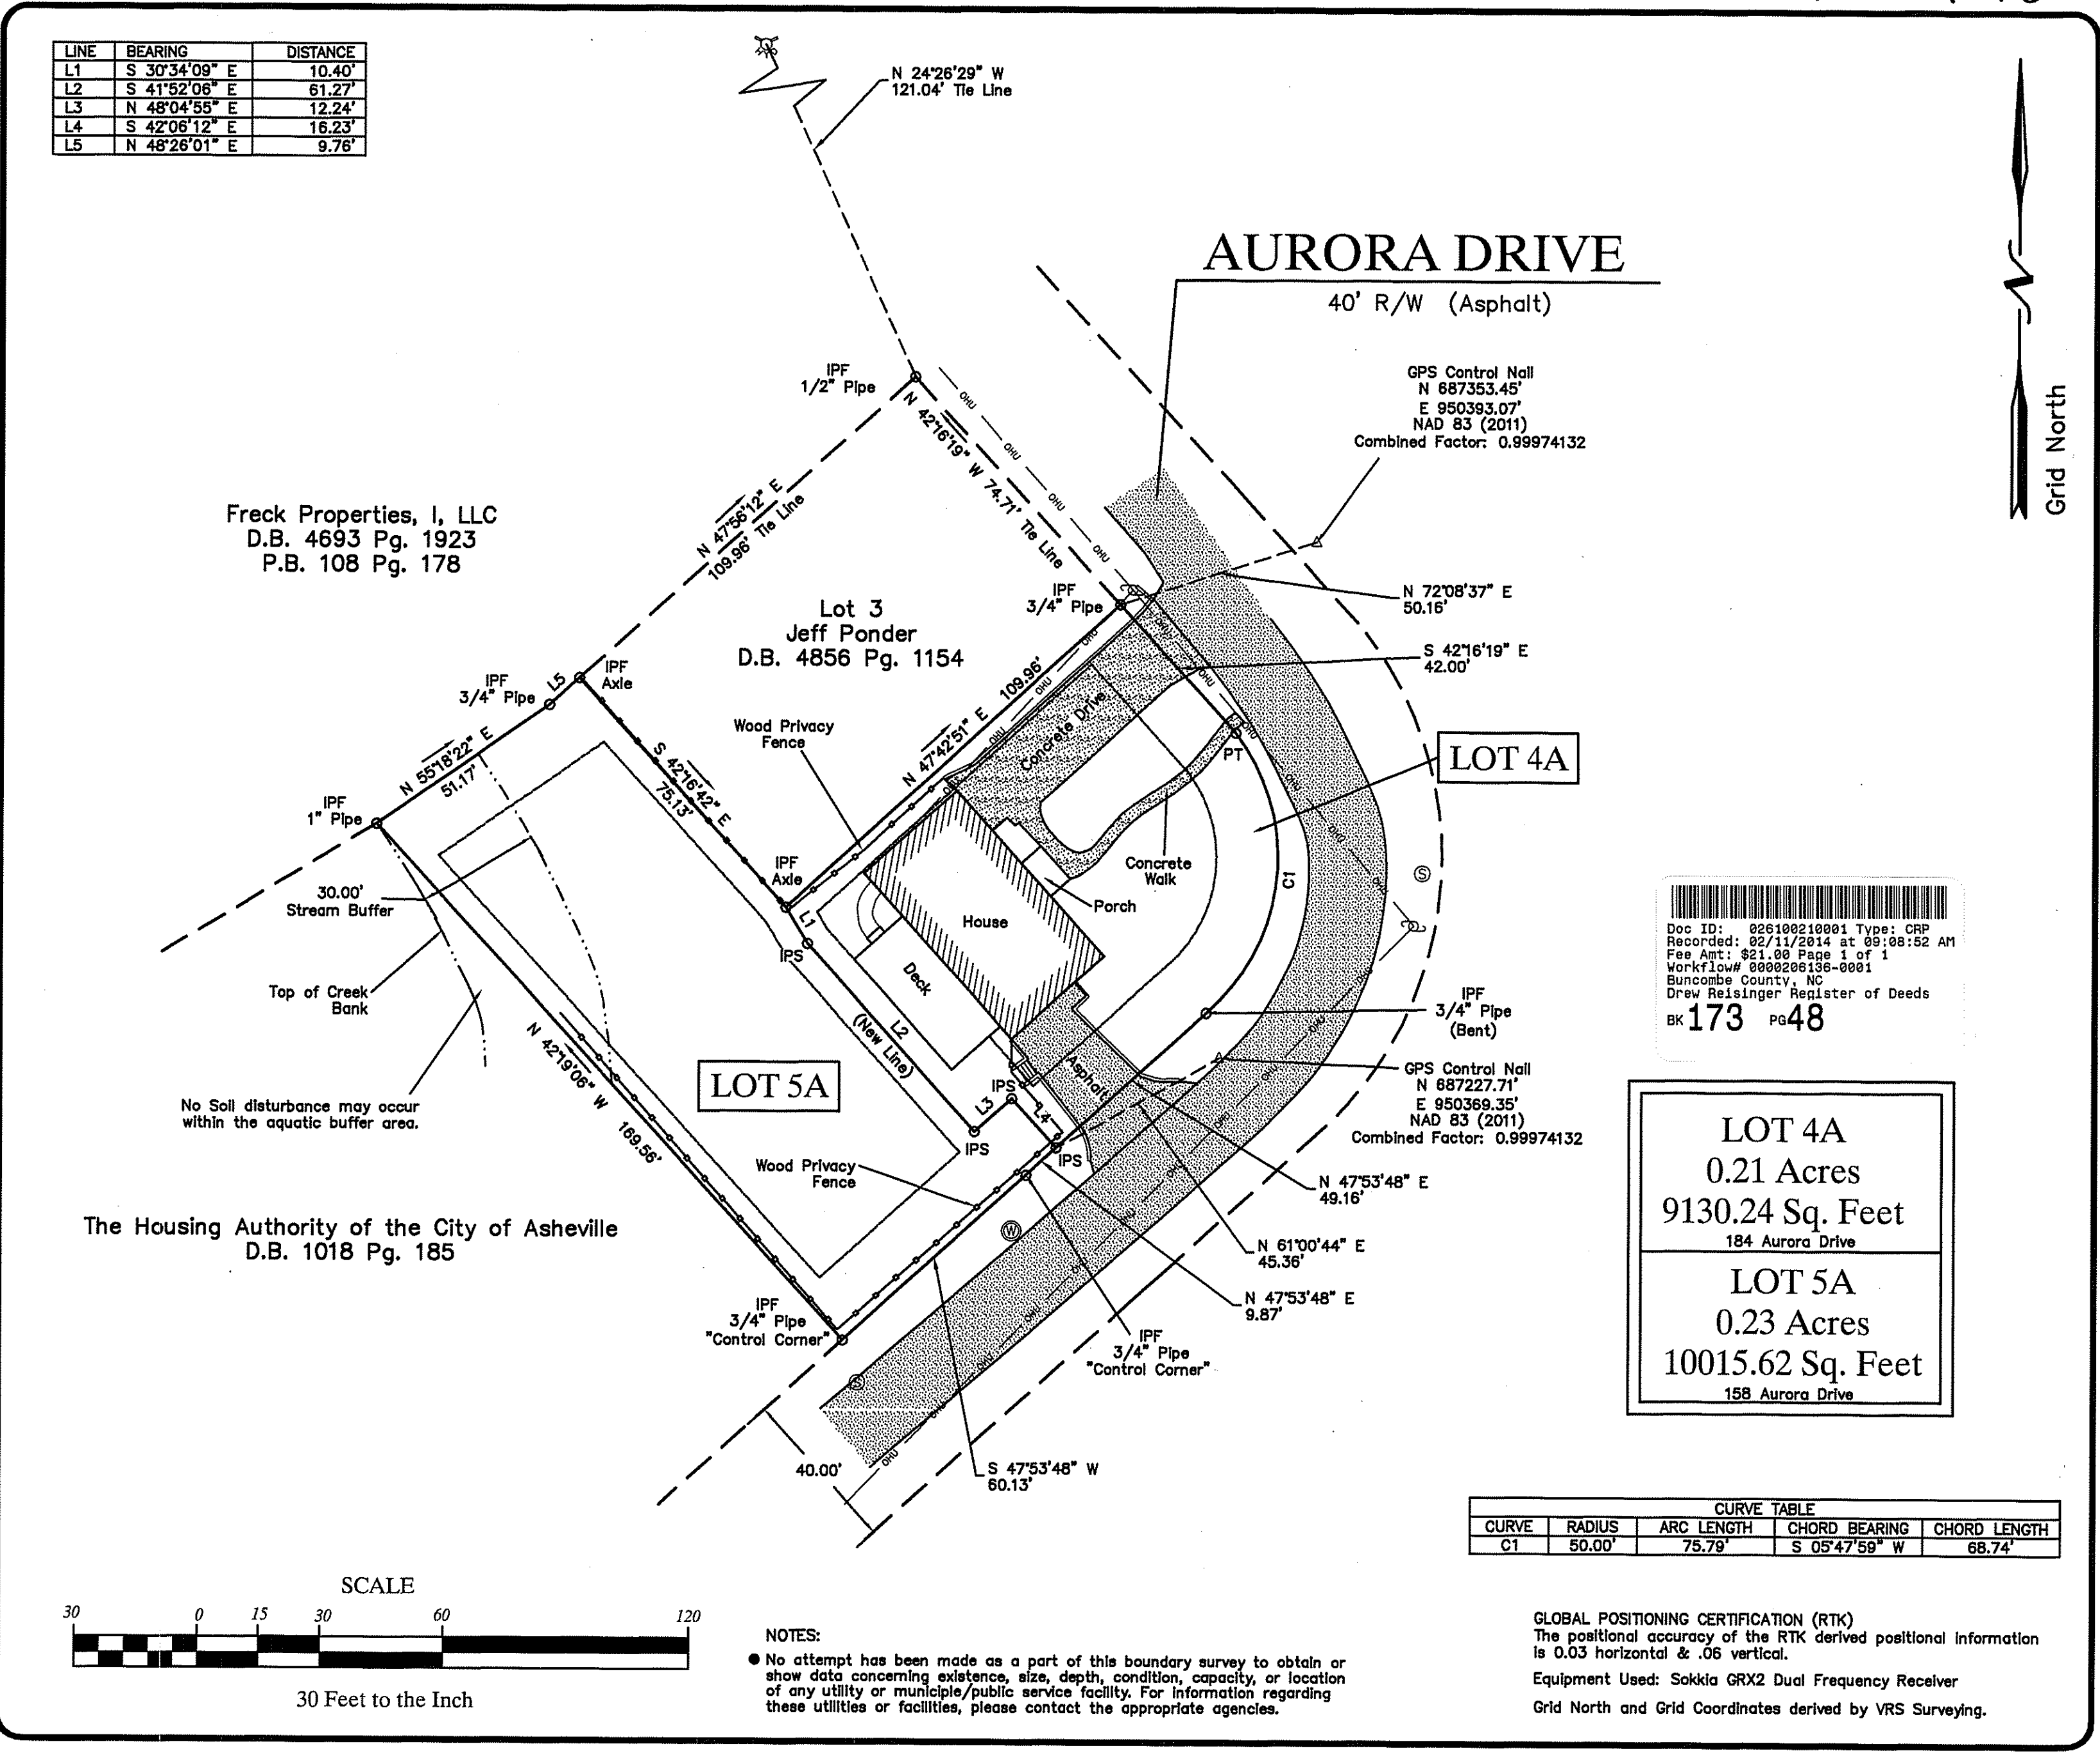 LINE BEARING DISTANCE
L1 S 30°34'09" E 10.40'
L2 S 41°52'06" E 61.27'
L3 N 48°04'55" E 12.24'
L4 S 42°06'12" E 16.23'
L5 N 48°26'01" E 9.76'
N 24°26'29" W
121.04' Tie Line
AURORA DRIVE
40' R/W (Asphalt)
Grid North
GPS Control Nail
N 687353.45'
E 950393.07'
NAD 83 (2011)
Combined Factor: 0.99974132
IPF
1/2" Pipe
N 42°16'19" W 74.71' Tie Line
OHU
OHU
OHU
OHU
N 47°56'12" E
109.96' Tie Line
Freck Properties, I, LLC
D.B. 4693 Pg. 1923
P.B. 108 Pg. 178
Lot 3
Jeff Ponder
D.B. 4856 Pg. 1154
IPF
3/4" Pipe
N 72°08'37" E
50.16'
S 42°16'19" E
42.00'
OHU
OHU
OHU
OHU
OHU
OHU
IPF
3/4" Pipe
L5
IPF
Axle
N 55°18'22" E
51.17'
IPF
1" Pipe
S 42°16'42" E
75.13'
Wood Privacy
Fence
N 47°42'51" E 109.96'
OHU
OHU
Concrete Drive
PT
LOT 4A
IPF
Axle
L1
IPS
Concrete
Walk
Porch
House
Deck
C1
S
30.00'
Stream Buffer
Top of Creek
Bank
No Soil disturbance may occur
within the aquatic buffer area.
N 42°19'06" W 169.56'
L2
(New Line)
LOT 5A
IPS
L3
L4
IPS
IPS
Asphalt
IPF
3/4" Pipe
(Bent)
GPS Control Nail
N 687227.71'
E 950369.35'
NAD 83 (2011)
Combined Factor: 0.99974132
Doc ID: 026100210001 Type: CRP
Recorded: 02/11/2014 at 09:08:52 AM
Fee Amt: $21.00 Page 1 of 1
Workflow# 0000206136-0001
Buncombe County, NC
Drew Reisinger Register of Deeds
BK 173 PG 48
LOT 4A
0.21 Acres
9130.24 Sq. Feet
184 Aurora Drive
LOT 5A
0.23 Acres
10015.62 Sq. Feet
158 Aurora Drive
The Housing Authority of the City of Asheville
D.B. 1018 Pg. 185
Wood Privacy
Fence
W
N 47°53'48" E
49.16'
N 61°00'44" E
45.36'
N 47°53'48" E
9.87'
IPF
3/4" Pipe
"Control Corner"
IPF
3/4" Pipe
"Control Corner"
S
OHU
OHU
OHU
OHU
OHU
OHU
40.00'
S 47°53'48" W
60.13'
CURVE TABLE
CURVE RADIUS ARC LENGTH CHORD BEARING CHORD LENGTH
C1 50.00' 75.79' S 05°47'59" W 68.74'
SCALE
30 0 15 30 60 120
30 Feet to the Inch
NOTES:
● No attempt has been made as a part of this boundary survey to obtain or
show data concerning existence, size, depth, condition, capacity, or location
of any utility or municiple/public service facility. For information regarding
these utilities or facilities, please contact the appropriate agencies.
GLOBAL POSITIONING CERTIFICATION (RTK)
The positional accuracy of the RTK derived positional information
is 0.03 horizontal & .06 vertical.
Equipment Used: Sokkia GRX2 Dual Frequency Receiver
Grid North and Grid Coordinates derived by VRS Surveying.